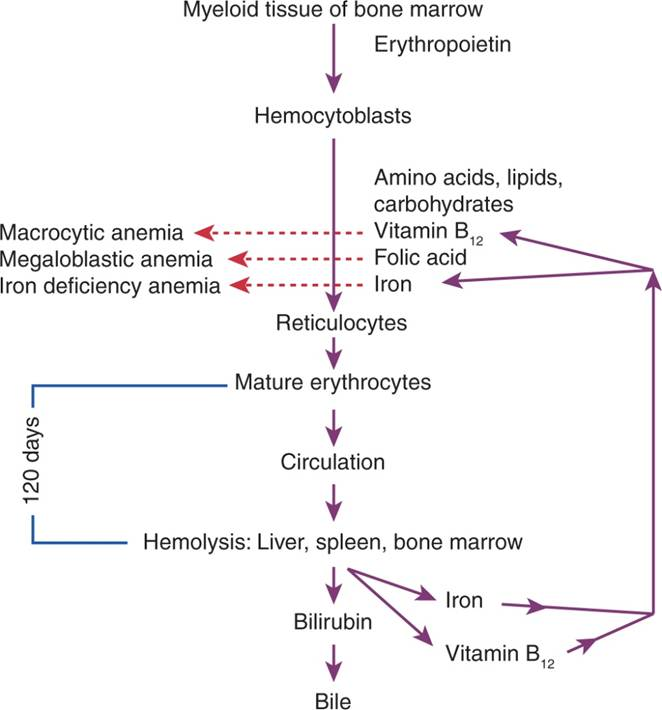 Myeloid tissue of bone marrow
Erythropoietin
Hemocytoblasts
Amino acids, lipids,
carbohydrates
Macrocytic anemia
Vitamin B12
Megaloblastic anemia
Folic acid
Iron deficiency anemia
Iron
Reticulocytes
Mature erythrocytes
120 days
Circulation
Hemolysis: Liver, spleen, bone marrow
Iron
Bilirubin
Vitamin B12
Bile